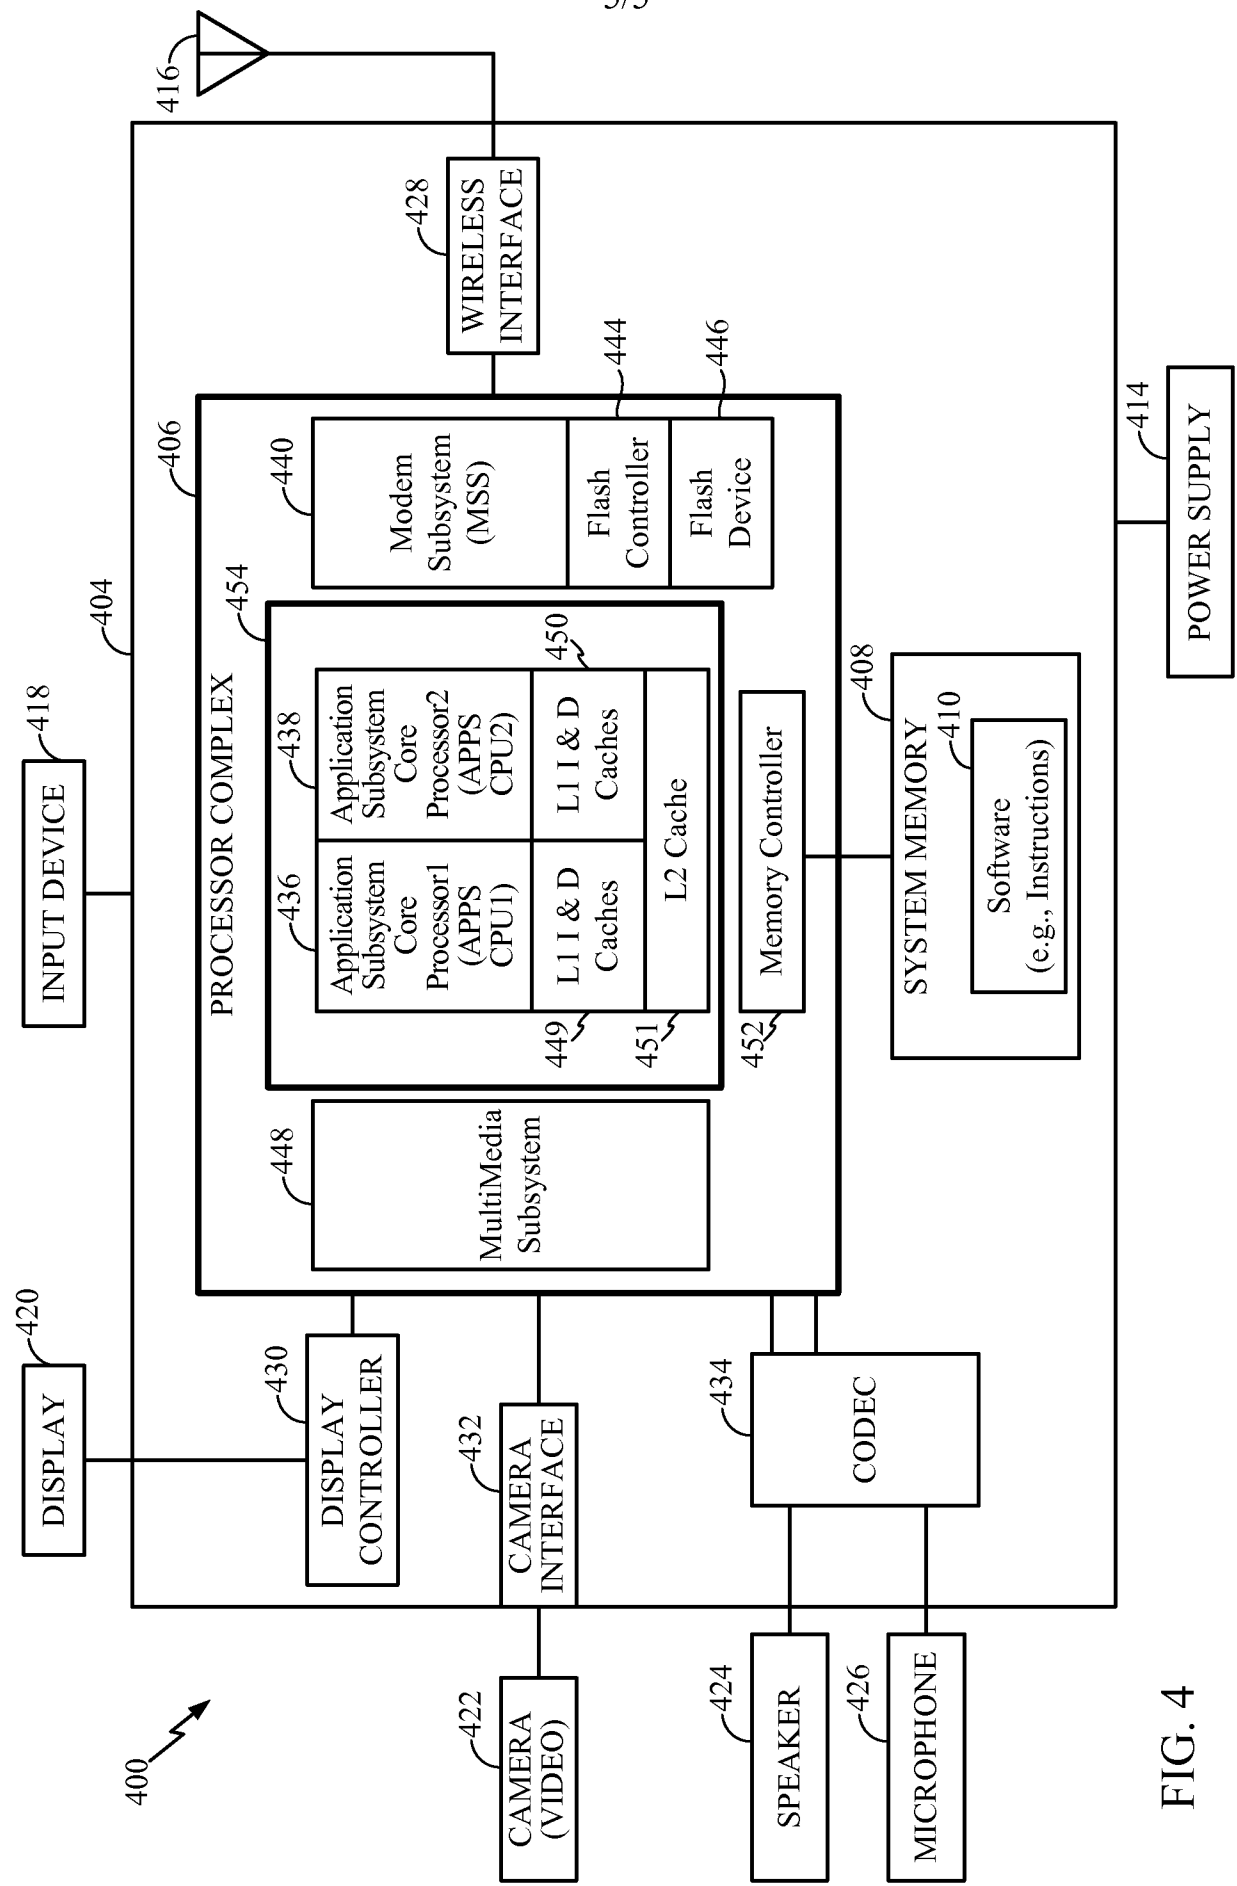 400
420
DISPLAY
418
INPUT DEVICE
404
416
430
DISPLAY
CONTROLLER
406
PROCESSOR COMPLEX
454
428
WIRELESS
INTERFACE
422
CAMERA
(VIDEO)
432
CAMERA
INTERFACE
448
MultiMedia
Subsystem
436
Application
Subsystem
Core
Processor1
(APPS
CPU1)
438
Application
Subsystem
Core
Processor2
(APPS
CPU2)
449
L1 I & D
Caches
L1 I & D
Caches
450
451
L2 Cache
440
Modem
Subsystem
(MSS)
Flash
Controller
444
Flash
Device
446
452
Memory Controller
424
SPEAKER
434
CODEC
426
MICROPHONE
408
SYSTEM MEMORY
410
Software
(e.g., Instructions)
414
POWER SUPPLY
FIG. 4